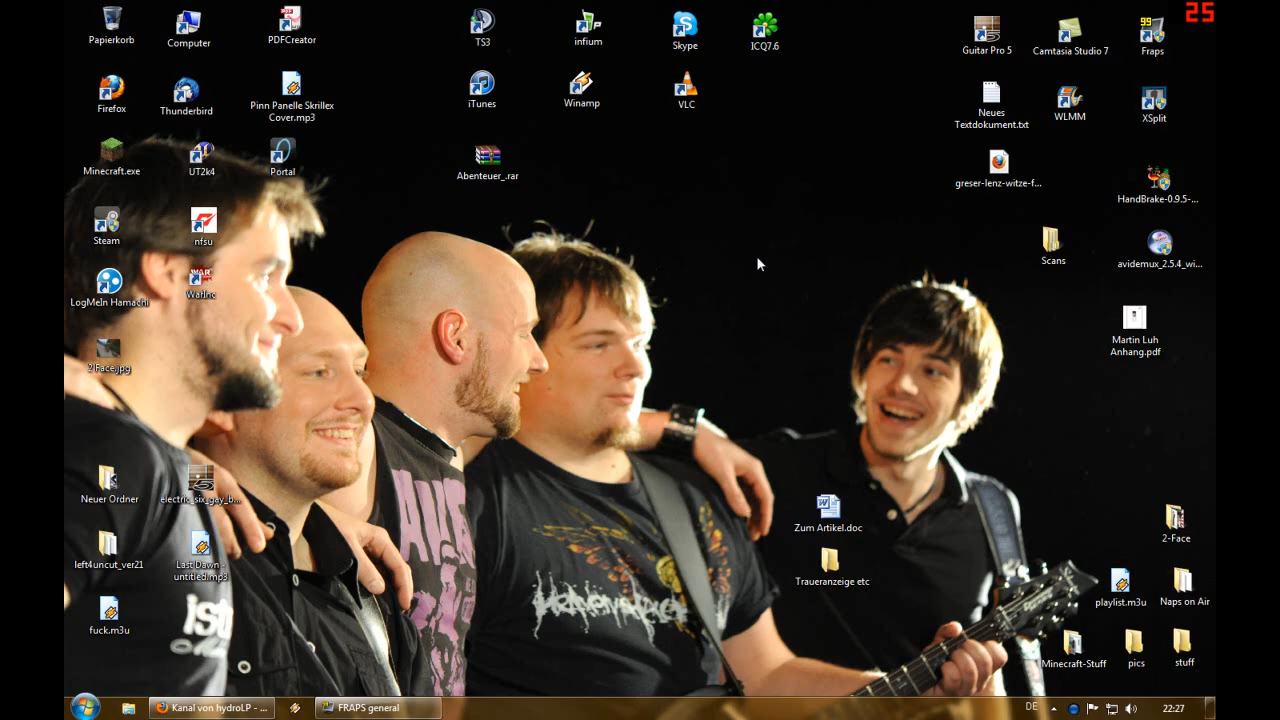 25
Papierkorb
Computer
PDFCreator
TS3
infium
Skype
ICQ7.6
Guitar Pro 5
Camtasia Studio 7
99
Fraps
Firefox
Thunderbird
Pinn Panelle Skrillex
Cover.mp3
iTunes
Winamp
VLC
Neues
Textdokument.txt
WLMM
XSplit
Minecraft.exe
UT2k4
Portal
Abenteuer_.rar
greser-lenz-witze-f...
HandBrake-0.9.5-...
Steam
nfsu
Scans
avidemux_2.5.4_wi...
LogMeIn Hamachi
WarInc
2 Face.jpg
Martin Luh
Anhang.pdf
Neuer Ordner
electric_six_gay_b...
Zum Artikel.doc
2-Face
left4uncut_ver21
Last Dawn -
untitled.mp3
Traueranzeige etc
playlist.m3u
Naps on Air
fuck.m3u
Minecraft-Stuff
pics
stuff
Kanal von hydroLP - ...
FRAPS general
DE
22:27